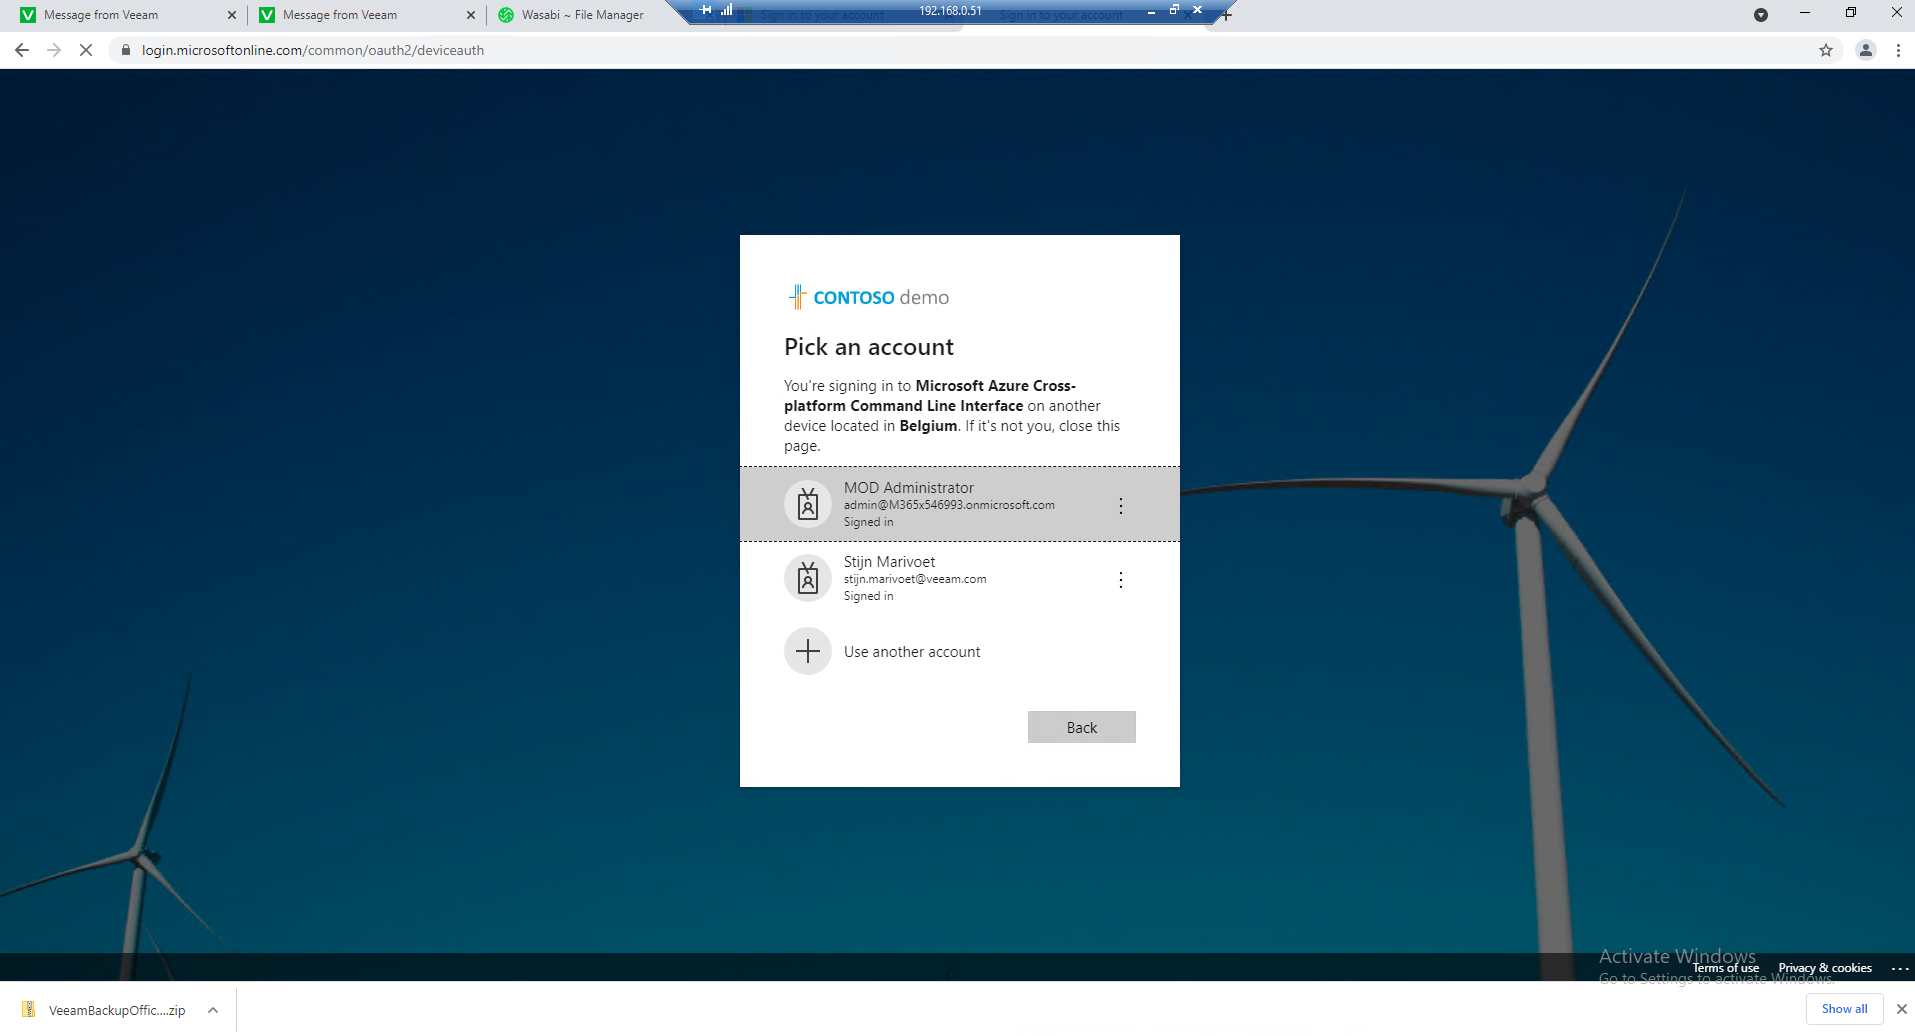 Message from Veeam
Message from Veeam
Wasabi ~ File Manager
Sign in to your account
192.168.0.51
Sign in to your account
login.microsoftonline.com/common/oauth2/deviceauth
CONTOSO demo
Pick an account
You're signing in to Microsoft Azure Cross-
platform Command Line Interface on another
device located in Belgium. If it's not you, close this
page.
MOD Administrator
admin@M365x546993.onmicrosoft.com
Signed in
Stijn Marivoet
stijn.marivoet@veeam.com
Signed in
Use another account
Back
Activate Windows
Go to Settings to activate Windows.
Terms of use
Privacy & cookies
VeeamBackupOffic....zip
Show all